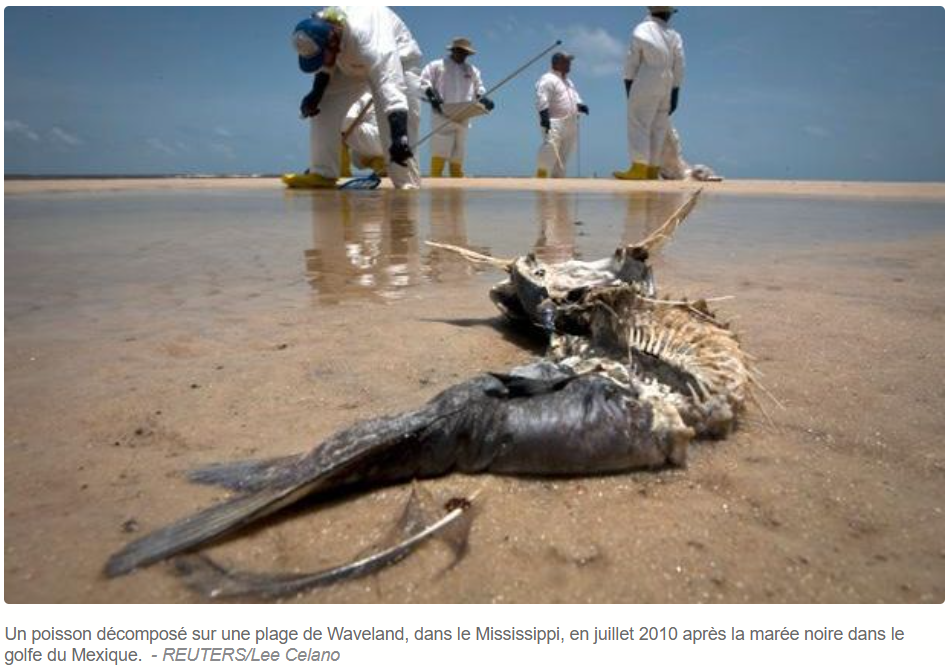 Un poisson décomposé sur une plage de Waveland, dans le Mississippi, en juillet 2010 après la marée noire dans le
golfe du Mexique.  - REUTERS/Lee Celano